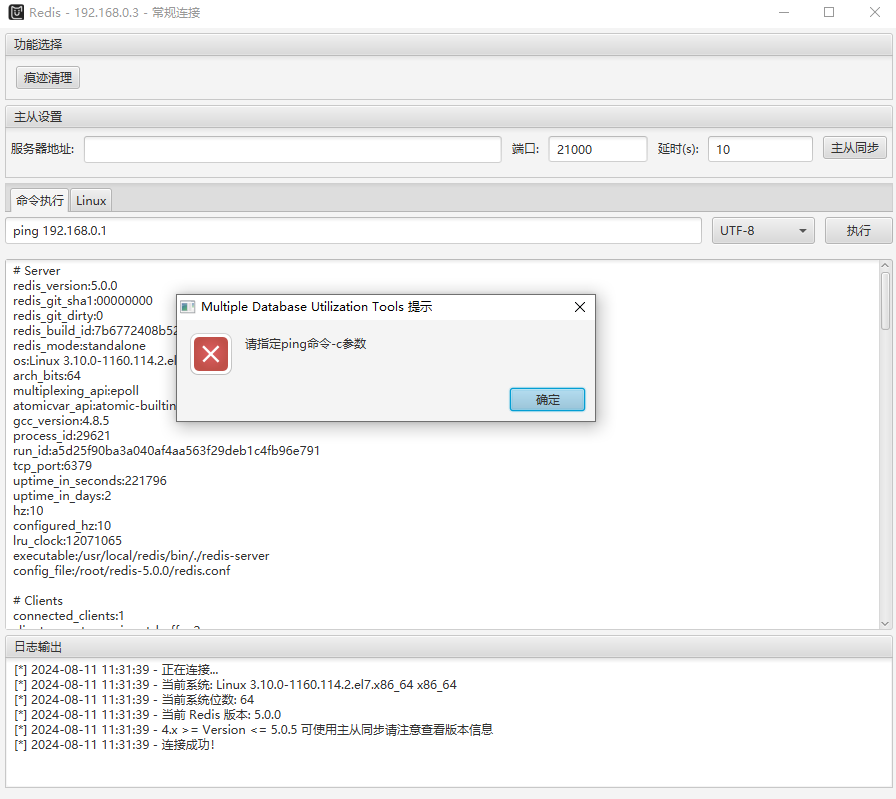 Redis - 192.168.0.3 - 常规连接
功能选择
痕迹清理
主从设置
服务器地址: 端口: 21000 延时(s): 10 主从同步
命令执行 Linux
ping 192.168.0.1 UTF-8 执行
# Server
redis_version:5.0.0
redis_git_sha1:00000000
redis_git_dirty:0
redis_build_id:7b6772408b52
redis_mode:standalone
os:Linux 3.10.0-1160.114.2.el
arch_bits:64
multiplexing_api:epoll
atomicvar_api:atomic-builtin
gcc_version:4.8.5
process_id:29621
run_id:a5d25f90ba3a040af4aa563f29deb1c4fb96e791
tcp_port:6379
uptime_in_seconds:221796
uptime_in_days:2
hz:10
configured_hz:10
lru_clock:12071065
executable:/usr/local/redis/bin/./redis-server
config_file:/root/redis-5.0.0/redis.conf
# Clients
connected_clients:1
Multiple Database Utilization Tools 提示
请指定ping命令-c参数
确定
日志输出
[*] 2024-08-11 11:31:39 - 正在连接...
[*] 2024-08-11 11:31:39 - 当前系统: Linux 3.10.0-1160.114.2.el7.x86_64 x86_64
[*] 2024-08-11 11:31:39 - 当前系统位数: 64
[*] 2024-08-11 11:31:39 - 当前 Redis 版本: 5.0.0
[*] 2024-08-11 11:31:39 - 4.x >= Version <= 5.0.5 可使用主从同步请注意查看版本信息
[*] 2024-08-11 11:31:39 - 连接成功!